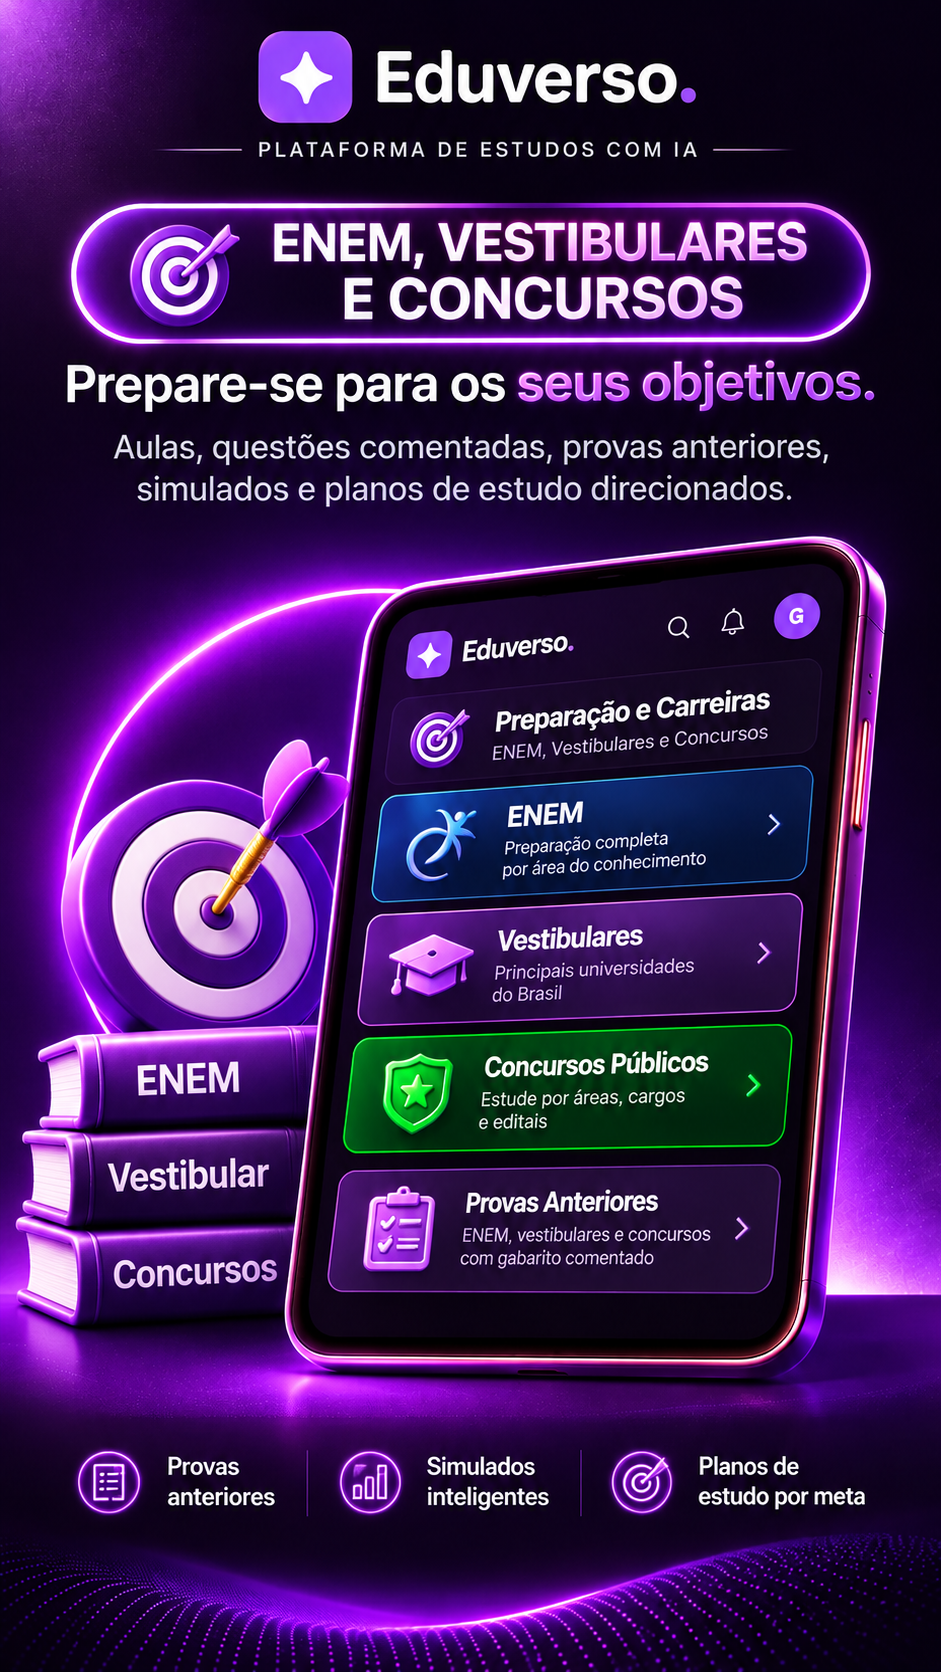 Eduverso.
PLATAFORMA DE ESTUDOS COM IA
ENEM, VESTIBULARES
E CONCURSOS
Prepare-se para os seus objetivos.
Aulas, questões comentadas, provas anteriores,
simulados e planos de estudo direcionados.
Eduverso.
G
Preparação e Carreiras
ENEM, Vestibulares e Concursos
ENEM
Preparação completa
por área do conhecimento
Vestibulares
Principais universidades
do Brasil
Concursos Públicos
Estude por áreas, cargos
e editais
Provas Anteriores
ENEM, vestibulares e concursos
com gabarito comentado
ENEM
Vestibular
Concursos
Provas
anteriores
Simulados
inteligentes
Planos de
estudo por meta